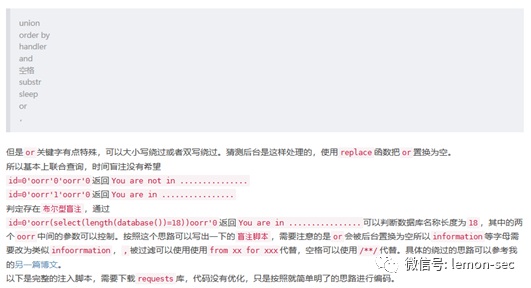 union
order by
handler
and
空格
substr
sleep
or
,
但是 or 关键字有点特殊，可以大小写绕过或者双写绕过。猜测后台是这样处理的，使用 replace 函数把 or 置换为空。
所以基本上联合查询，时间盲注没有希望
id=0'oorr'0'oorr'0 返回 You are not in ..............
id=0'oorr'1'oorr'0 返回 You are in ................
判定存在 布尔型盲注，通过
id=0'oorr(select(length(database())=18))oorr'0 返回 You are in ................ 可以判断数据库名称长度为 18，其中的两
个 oorr 中间的参数可以控制。按照这个思路可以写出一下的 盲注脚本，需要注意的是 or 会被后台置换为空所以 information 等字母需
要改为类似 infoorrmation， , 被过滤可以使用使用 from xx for xxx 代替，空格可以使用 /**/ 代替。具体的绕过的思路可以参考我
的另一篇博文。
以下是完整的注入脚本，需要下载 requests 库，代码没有优化，只是按照就简单明了的思路进行编码。
微信号: lemon-sec